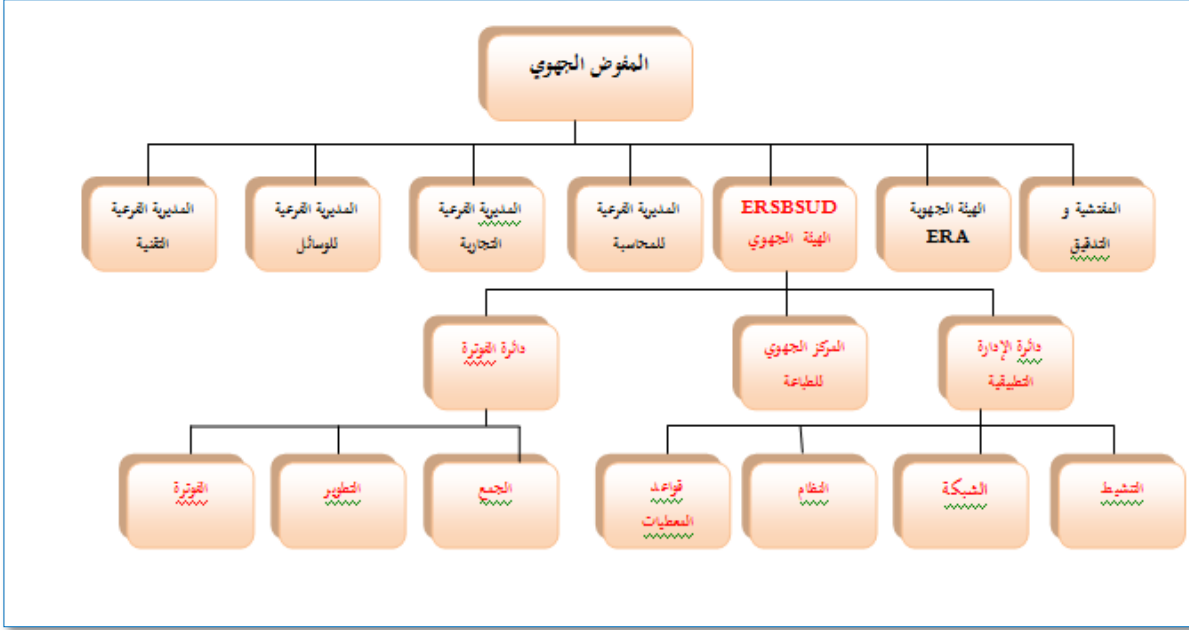 المفوض الجهوي
المفتشية و
التدقيق
الهيئة الجهوية
ERA
ERSBSUD
الهيئة الجهوي
المديرية الفرعية
للمحاسبة
المديرية الفرعية
التجارية
المديرية الفرعية
للوسائل
المديرية الفرعية
التقنية
دائرة الإدارة
التطبيقية
المركز الجهوي
للطباعة
دائرة الفوترة
التنشيط
الشبكة
النظام
قواعد
المعطيات
الجمع
التطوير
الفوترة